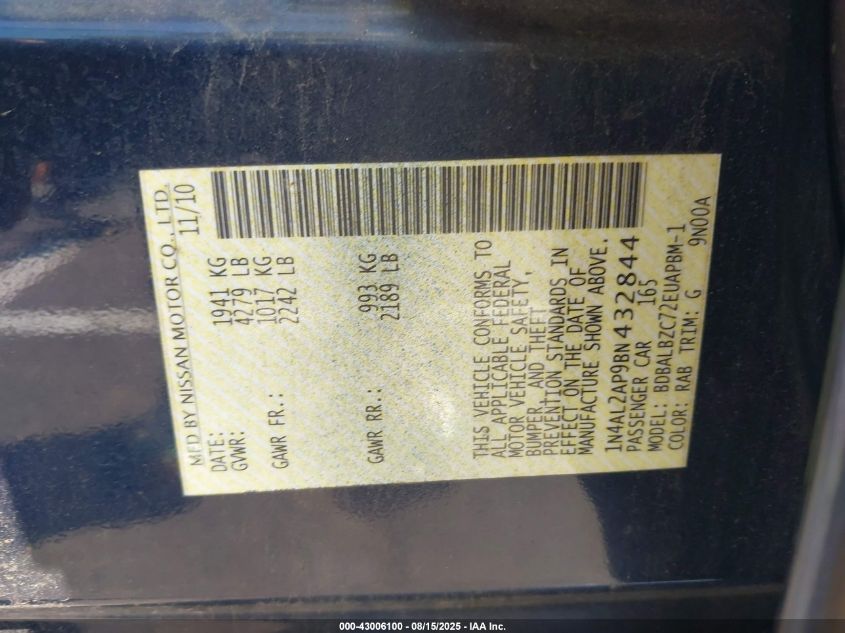 MFD BY NISSAN MOTOR CO., LTD.
DATE: 11/10
GVWR: 1941 KG
4279 LB
GAWR FR.: 1017 KG
2242 LB
GAWR RR.: 993 KG
2189 LB
THIS VEHICLE CONFORMS TO
ALL APPLICABLE FEDERAL
MOTOR VEHICLE SAFETY,
BUMPER, AND THEFT
PREVENTION STANDARDS IN
EFFECT ON THE DATE OF
MANUFACTURE SHOWN ABOVE.
1N4AL2AP9BN432844
PASSENGER CAR 165
MODEL: BDBALBZC72EUAPBM-1
COLOR: RAB TRIM: G 9N00A
000-43006100 - 08/15/2025 - IAA Inc.